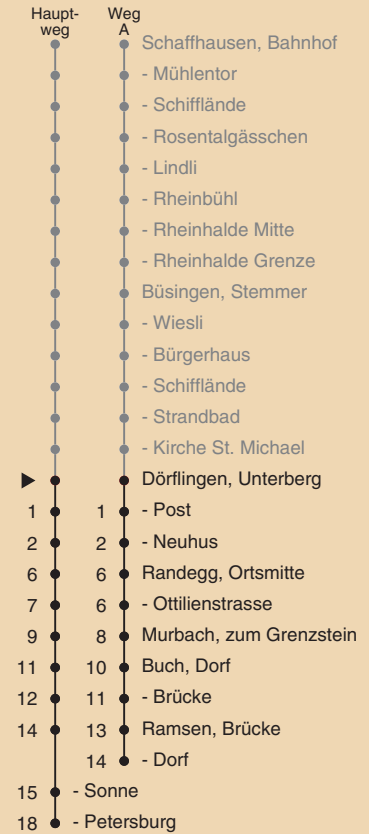 Haupt- Weg
weg A
Schaffhausen, Bahnhof
- Mühlentor
- Schifflände
- Rosentalgässchen
- Lindli
- Rheinbühl
- Rheinhalde Mitte
- Rheinhalde Grenze
Büsingen, Stemmer
- Wiesli
- Bürgerhaus
- Schifflände
- Strandbad
- Kirche St. Michael
Dörflingen, Unterberg
1 1 - Post
2 2 - Neuhus
6 6 Randegg, Ortsmitte
7 6 - Ottilienstrasse
9 8 Murbach, zum Grenzstein
11 10 Buch, Dorf
12 11 - Brücke
14 13 Ramsen, Brücke
14 - Dorf
15 - Sonne
18 - Petersburg